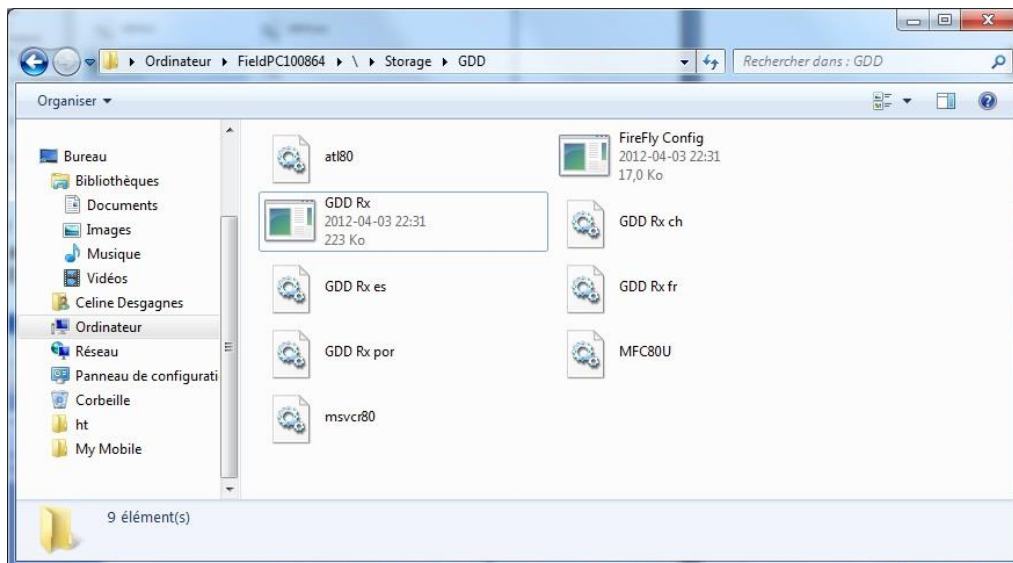 Ordinateur ▸ FieldPC100864 ▸ \ ▸ Storage ▸ GDD
Rechercher dans : GDD
Organiser
Bureau
Bibliothèques
Documents
Images
Musique
Vidéos
Celine Desgagnes
Ordinateur
Réseau
Panneau de configurati
Corbeille
ht
My Mobile
atl80
FireFly Config
2012-04-03 22:31
17,0 Ko
GDD Rx
2012-04-03 22:31
223 Ko
GDD Rx ch
GDD Rx es
GDD Rx fr
GDD Rx por
MFC80U
msvcr80
9 élément(s)